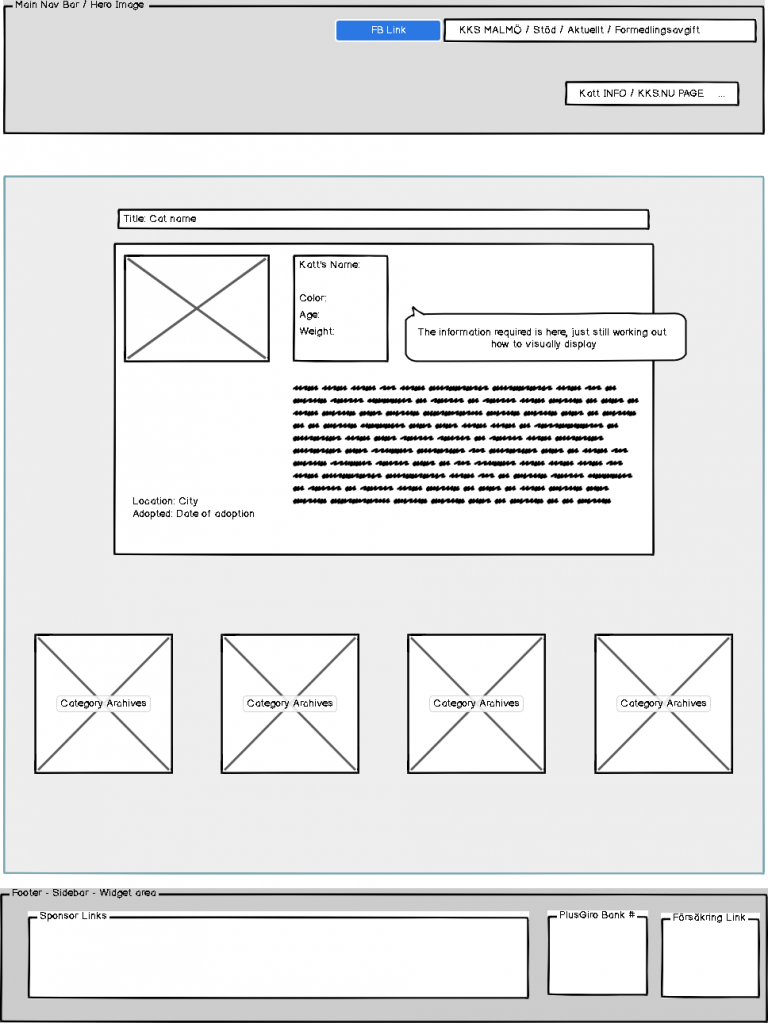 Main Nav Bar / Hero Image
FB Link
KKS MALMÖ / Stöd / Aktuellt / Formedlingsavgift
Katt INFO / KKS.NU PAGE ...
Title: Cat name
Katt's Name:
Color:
Age:
Weight:
The information required is here, just still working out
how to visually display
Location: City
Adopted: Date of adoption
Category Archives
Category Archives
Category Archives
Category Archives
Footer - Sidebar - Widget area
Sponsor Links
PlusGiro Bank #
Försäkring Link